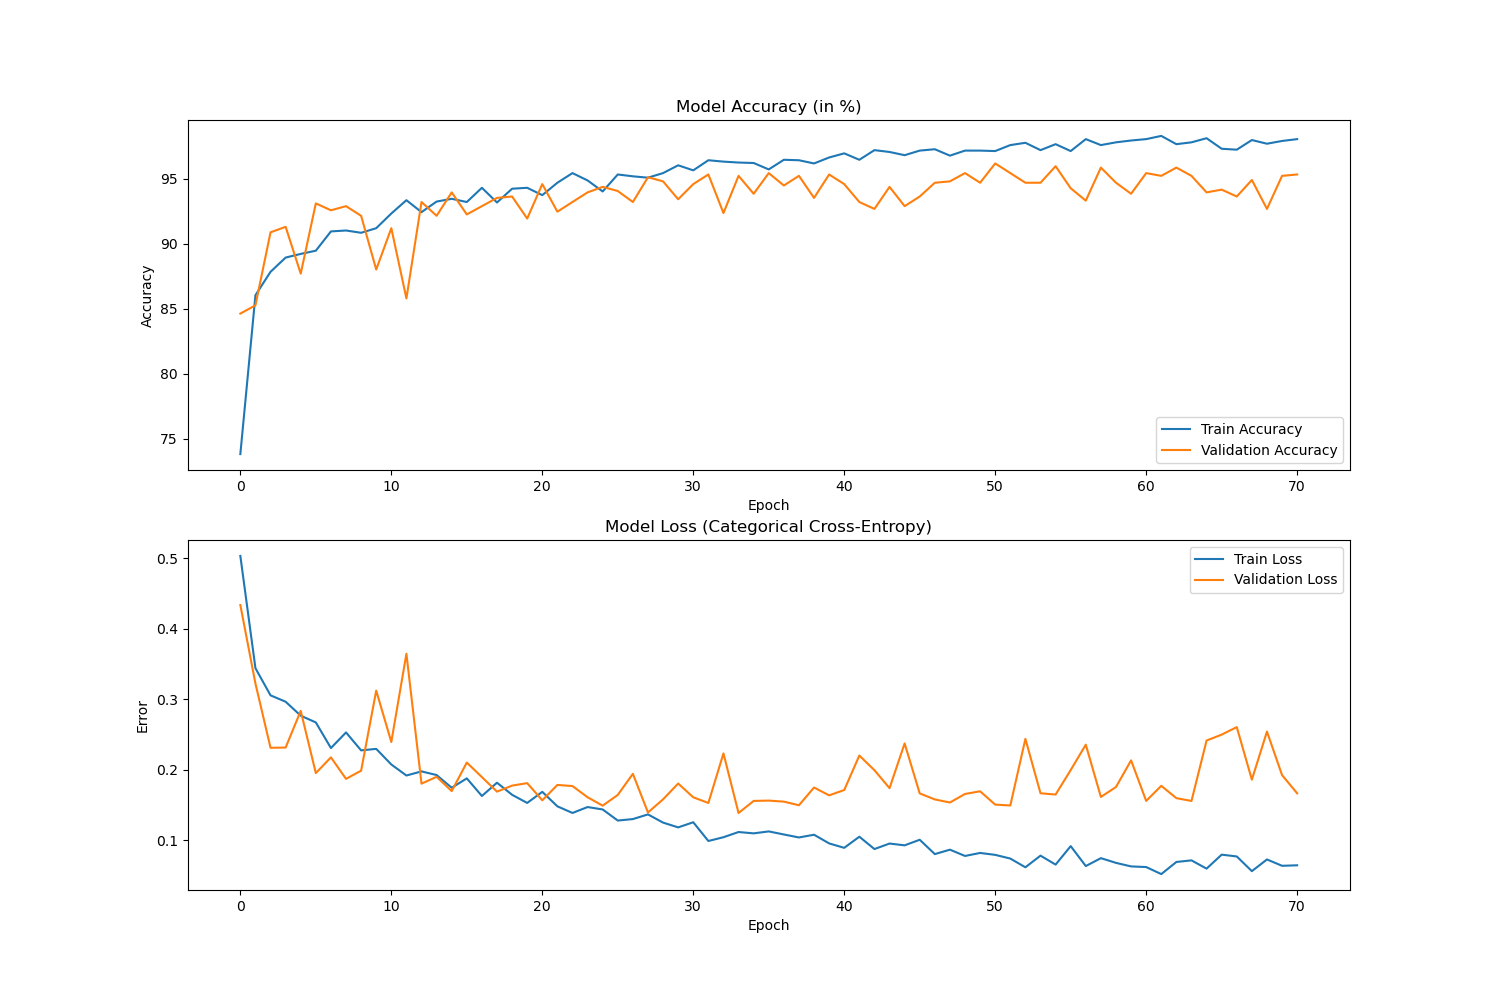 Model Accuracy (in %)
Accuracy
95
90
85
80
75
Train Accuracy
Validation Accuracy
0 10 20 30 40 50 60 70
Epoch
Model Loss (Categorical Cross-Entropy)
Error
0.5
0.4
0.3
0.2
0.1
Train Loss
Validation Loss
0 10 20 30 40 50 60 70
Epoch